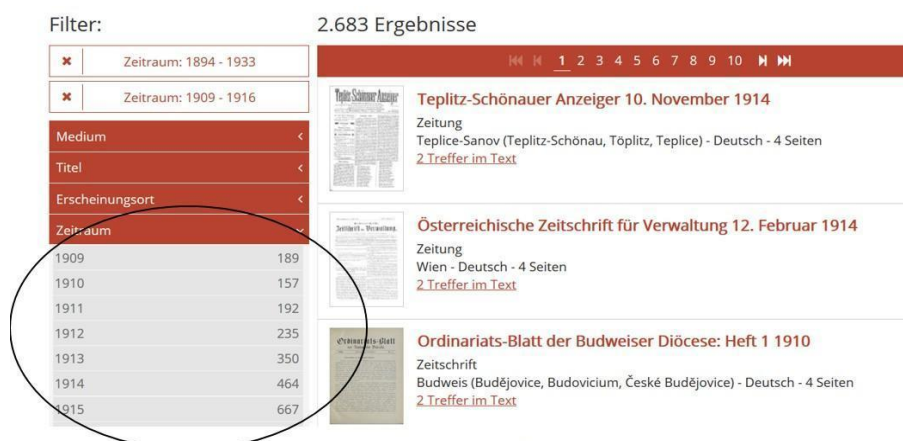 Filter:
2.683 Ergebnisse
✖ Zeitraum: 1894 - 1933
✖ Zeitraum: 1909 - 1916
Medium
Titel
Erscheinungsort
Zeitraum
1909 189
1910 157
1911 192
1912 235
1913 350
1914 464
1915 667
1 2 3 4 5 6 7 8 9 10
Teplitz-Schönauer Anzeiger
Teplitz-Schönauer Anzeiger 10. November 1914
Zeitung
Teplice-Sanov (Teplitz-Schönau, Töplitz, Teplice) - Deutsch - 4 Seiten
2 Treffer im Text
Österreichische Zeitschrift für Verwaltung 12. Februar 1914
Zeitung
Wien - Deutsch - 4 Seiten
2 Treffer im Text
Ordinariats-Blatt
Ordinariats-Blatt der Budweiser Diöcese: Heft 1 1910
Zeitschrift
Budweis (Budějovice, Budovicium, České Budějovice) - Deutsch - 4 Seiten
2 Treffer im Text